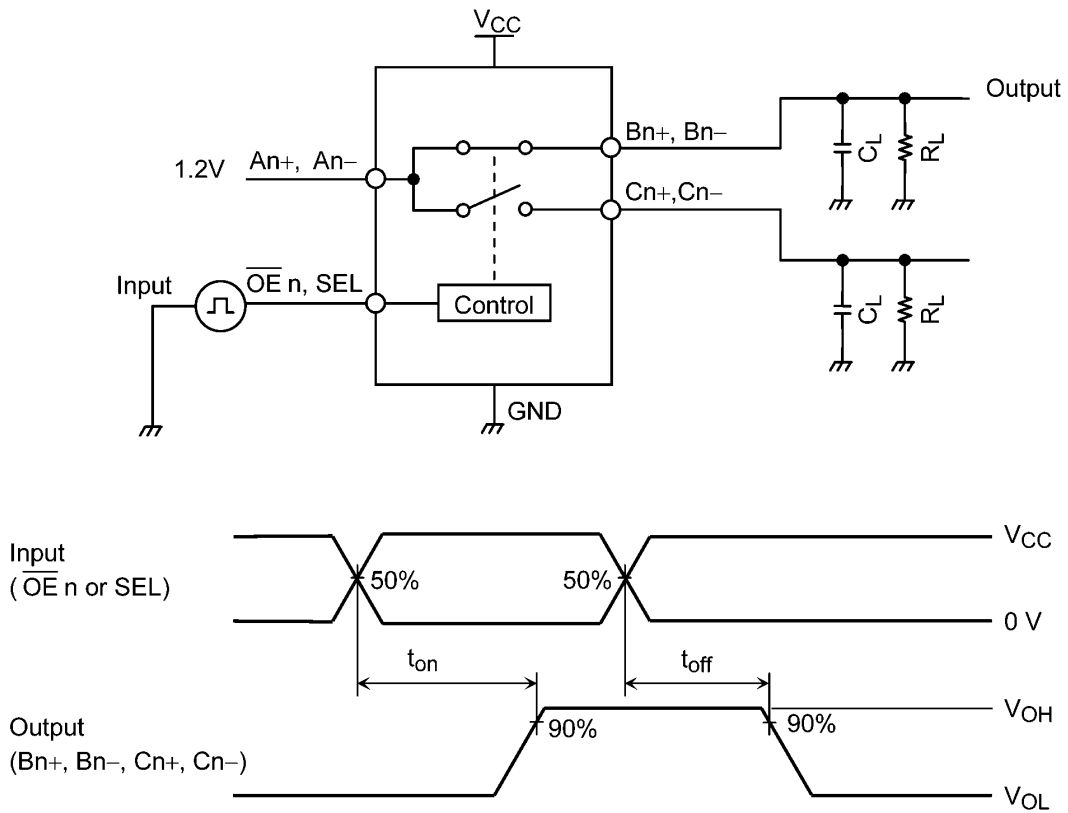 VCC
Output
Bn+, Bn−
CL
RL
1.2V
An+, An−
Cn+,Cn−
Input
OE n, SEL
Control
CL
RL
GND
Input
( OE n or SEL)
50%
50%
VCC
0 V
ton
toff
Output
(Bn+, Bn−, Cn+, Cn−)
90%
90%
VOH
VOL